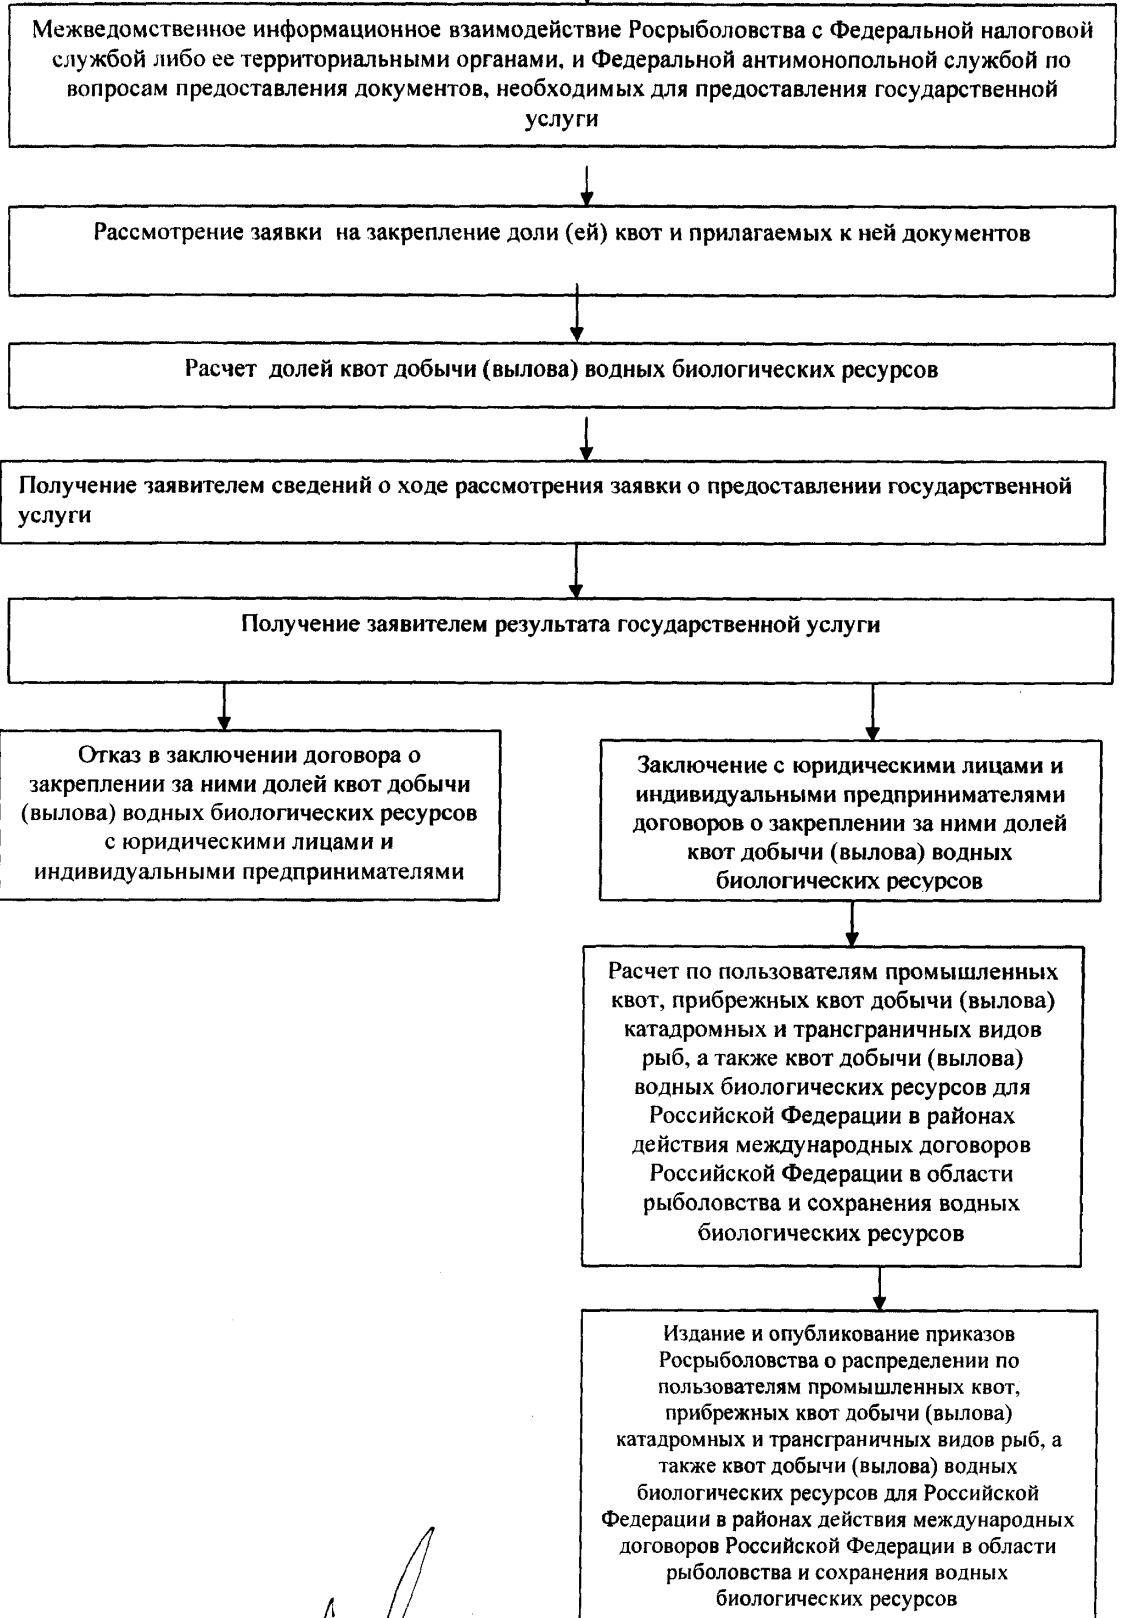 Межведомственное информационное взаимодействие Росрыболовства с Федеральной налоговой
службой либо ее территориальными органами, и Федеральной антимонопольной службой по
вопросам предоставления документов, необходимых для предоставления государственной
услуги
Рассмотрение заявки на закрепление доли (ей) квот и прилагаемых к ней документов
Расчет долей квот добычи (вылова) водных биологических ресурсов
Получение заявителем сведений о ходе рассмотрения заявки о предоставлении государственной
услуги
Получение заявителем результата государственной услуги
Отказ в заключении договора о
закреплении за ними долей квот добычи
(вылова) водных биологических ресурсов
с юридическими лицами и
индивидуальными предпринимателями
Заключение с юридическими лицами и
индивидуальными предпринимателями
договоров о закреплении за ними долей
квот добычи (вылова) водных
биологических ресурсов
Расчет по пользователям промышленных
квот, прибрежных квот добычи (вылова)
катадромных и трансграничных видов
рыб, а также квот добычи (вылова)
водных биологических ресурсов для
Российской Федерации в районах
действия международных договоров
Российской Федерации в области
рыболовства и сохранения водных
биологических ресурсов
Издание и опубликование приказов
Росрыболовства о распределении по
пользователям промышленных квот,
прибрежных квот добычи (вылова)
катадромных и трансграничных видов рыб, а
также квот добычи (вылова) водных
биологических ресурсов для Российской
Федерации в районах действия международных
договоров Российской Федерации в области
рыболовства и сохранения водных
биологических ресурсов